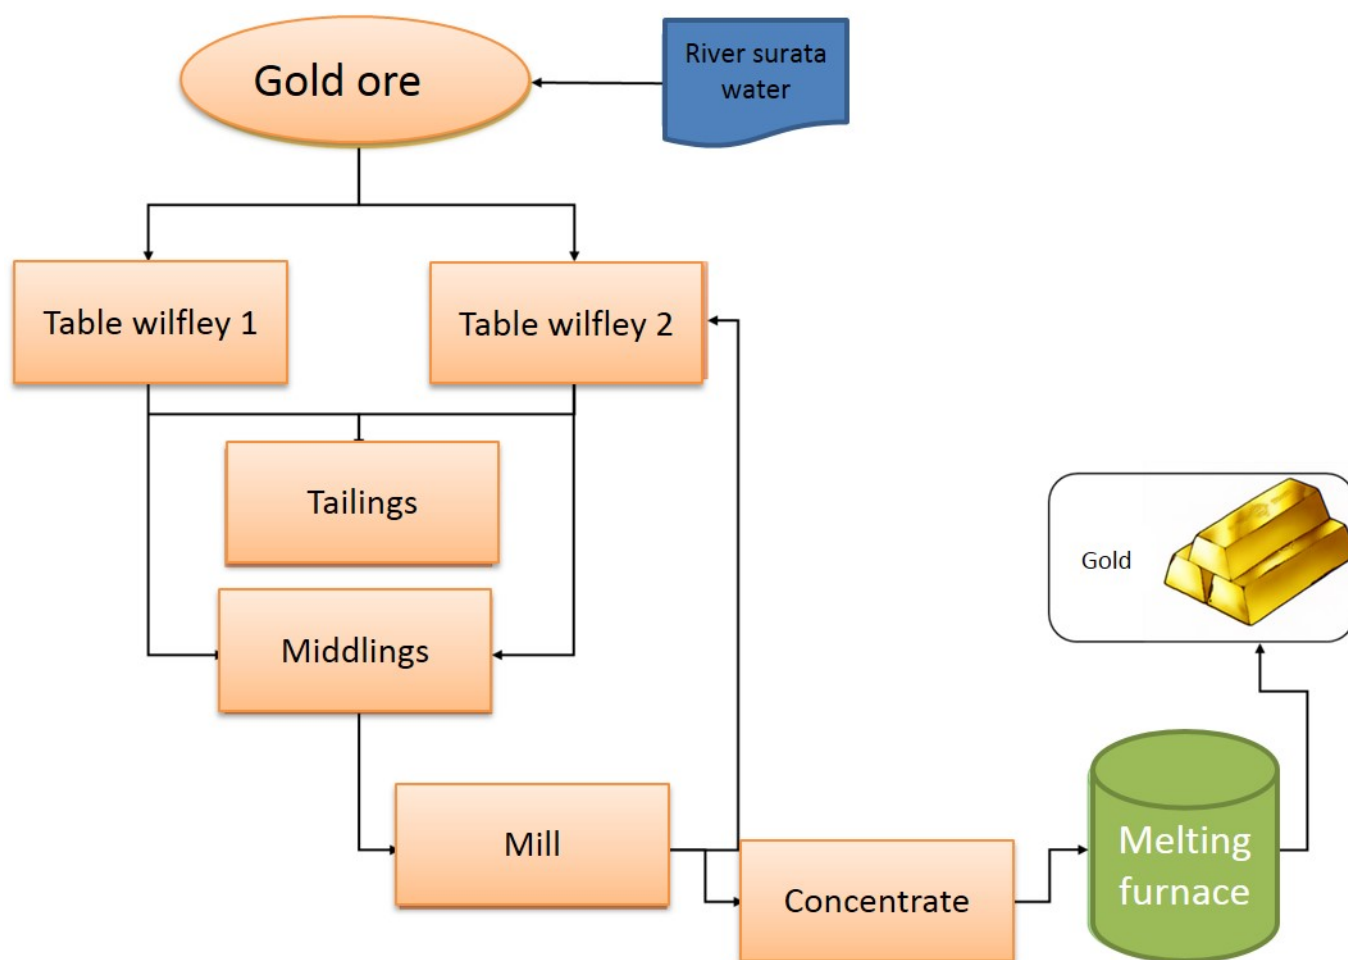 Gold ore
River surata
water
Table wilfley 1
Table wilfley 2
Tailings
Middlings
Gold
Mill
Concentrate
Melting
furnace